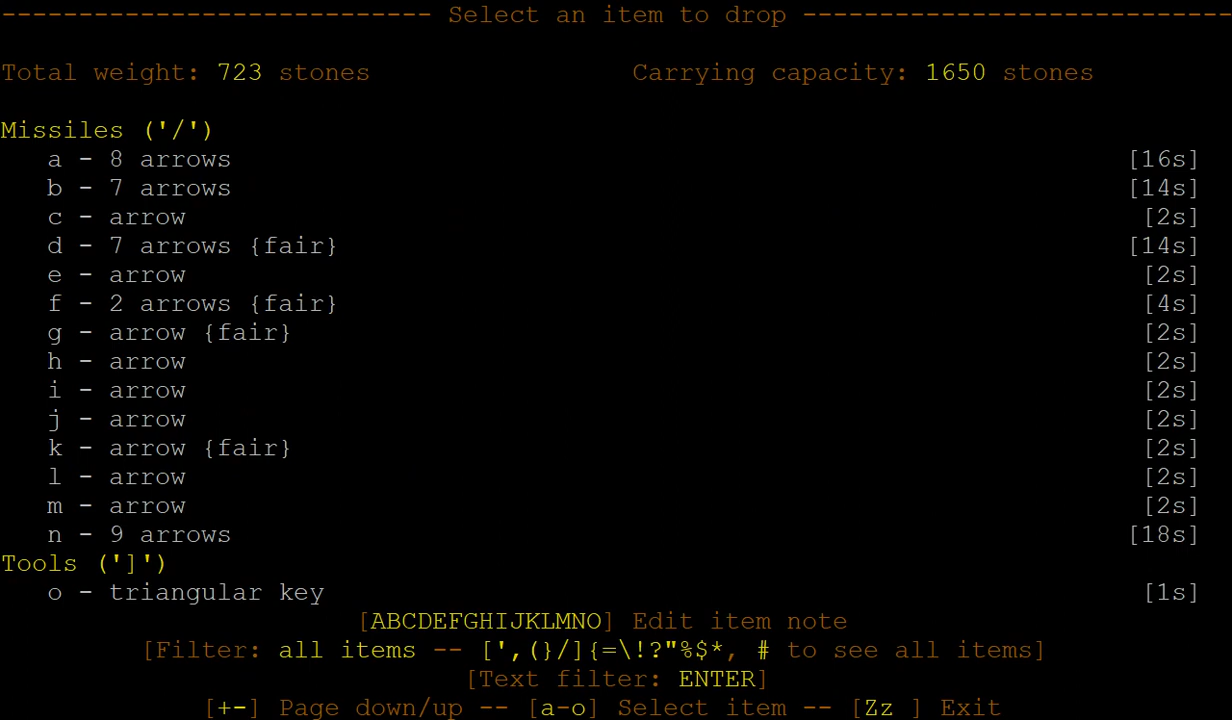 ---------------------------- Select an item to drop ----------------------------
Total weight: 723 stones Carrying capacity: 1650 stones
Missiles ('/')
a - 8 arrows [16s]
b - 7 arrows [14s]
c - arrow [2s]
d - 7 arrows {fair} [14s]
e - arrow [2s]
f - 2 arrows {fair} [4s]
g - arrow {fair} [2s]
h - arrow [2s]
i - arrow [2s]
j - arrow [2s]
k - arrow {fair} [2s]
l - arrow [2s]
m - arrow [2s]
n - 9 arrows [18s]
Tools (']')
o - triangular key [1s]
[ABCDEFGHIJKLMNO] Edit item note
[Filter: all items -- [',(}/]{=\!?"%$*, # to see all items]
[Text filter: ENTER]
[+-] Page down/up -- [a-o] Select item -- [Zz ] Exit